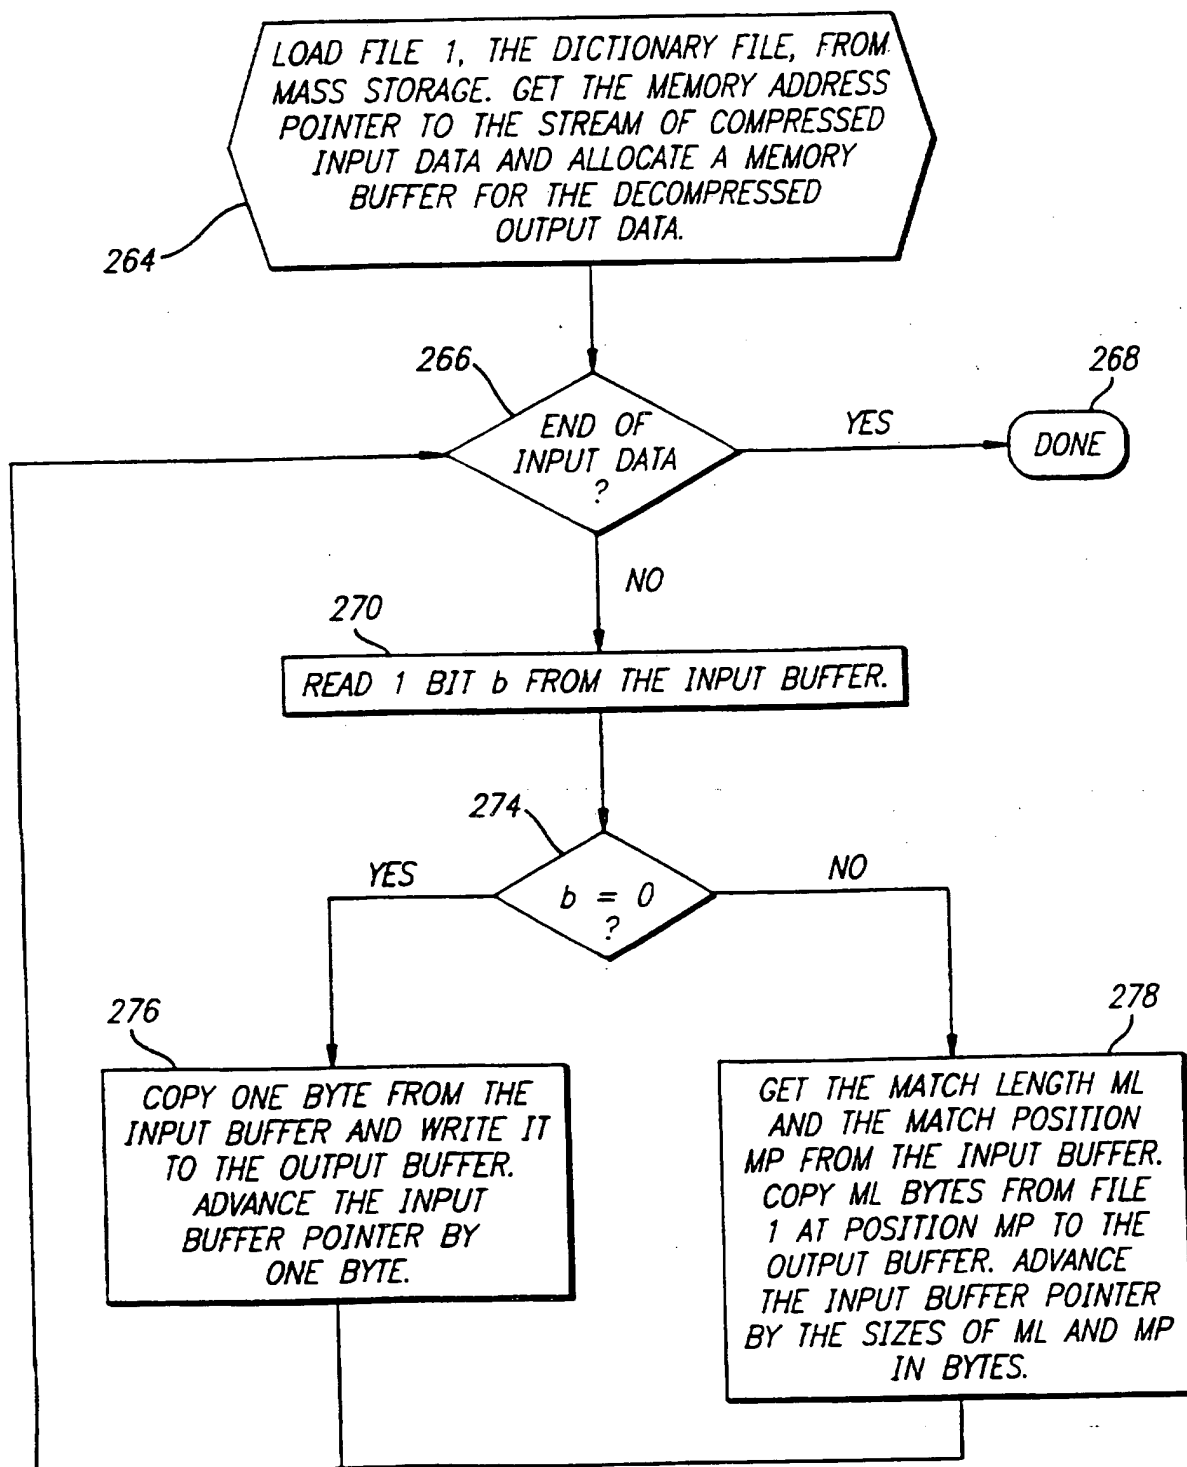 LOAD FILE 1, THE DICTIONARY FILE, FROM
MASS STORAGE. GET THE MEMORY ADDRESS
POINTER TO THE STREAM OF COMPRESSED
INPUT DATA AND ALLOCATE A MEMORY
BUFFER FOR THE DECOMPRESSED
OUTPUT DATA.
264
266
END OF
INPUT DATA
?
YES
268
DONE
NO
270
READ 1 BIT b FROM THE INPUT BUFFER.
274
b = 0
?
YES
NO
276
COPY ONE BYTE FROM THE
INPUT BUFFER AND WRITE IT
TO THE OUTPUT BUFFER.
ADVANCE THE INPUT
BUFFER POINTER BY
ONE BYTE.
278
GET THE MATCH LENGTH ML
AND THE MATCH POSITION
MP FROM THE INPUT BUFFER.
COPY ML BYTES FROM FILE
1 AT POSITION MP TO THE
OUTPUT BUFFER. ADVANCE
THE INPUT BUFFER POINTER
BY THE SIZES OF ML AND MP
IN BYTES.